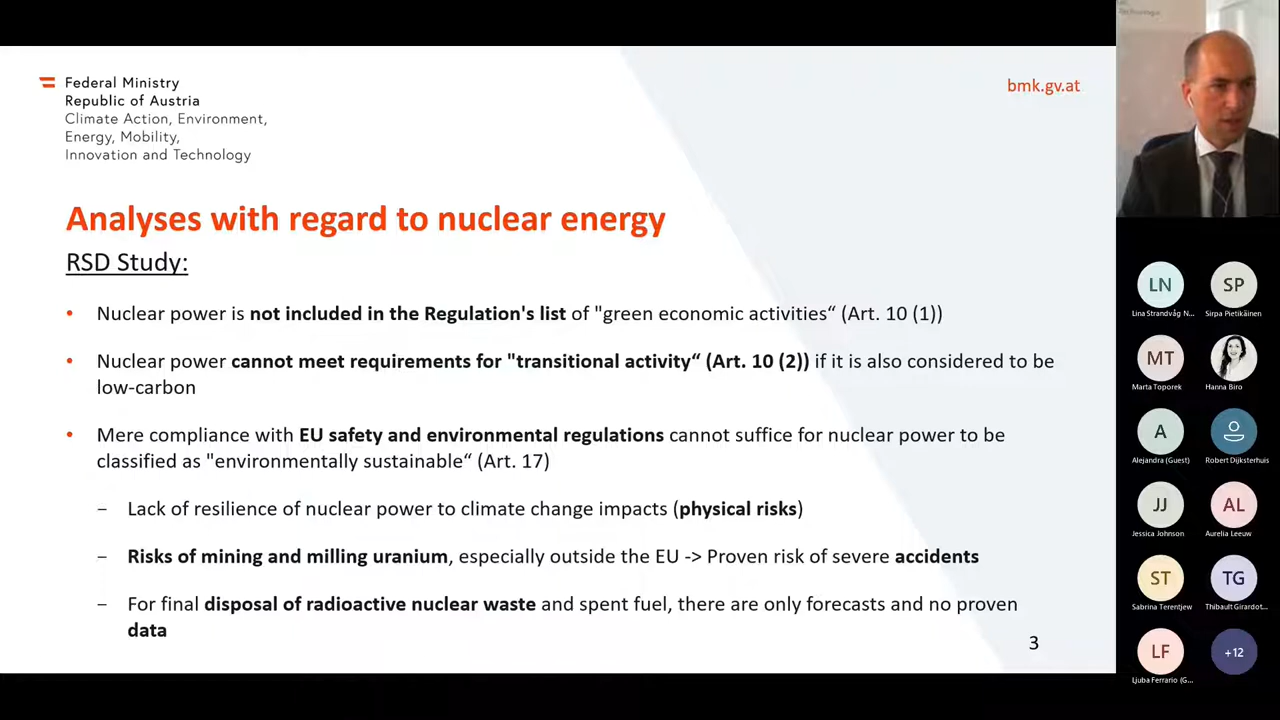 Federal Ministry
Republic of Austria
Climate Action, Environment,
Energy, Mobility,
Innovation and Technology
bmk.gv.at
Analyses with regard to nuclear energy
RSD Study:
• Nuclear power is not included in the Regulation's list of "green economic activities“ (Art. 10 (1))
• Nuclear power cannot meet requirements for "transitional activity“ (Art. 10 (2)) if it is also considered to be
low-carbon
• Mere compliance with EU safety and environmental regulations cannot suffice for nuclear power to be
classified as "environmentally sustainable“ (Art. 17)
− Lack of resilience of nuclear power to climate change impacts (physical risks)
− Risks of mining and milling uranium, especially outside the EU -> Proven risk of severe accidents
− For final disposal of radioactive nuclear waste and spent fuel, there are only forecasts and no proven
data
3
LN
Lina Strandvåg N...
SP
Sirpa Pietikäinen
MT
Marta Toporek
Hanna Biro
A
Alejandra (Guest)
Robert Dijksterhuis
JJ
Jessica Johnson
AL
Aurelia Leeuw
ST
Sabrina Terentjew
TG
Thibault Girardot...
LF
Ljuba Ferrario (G...
+12